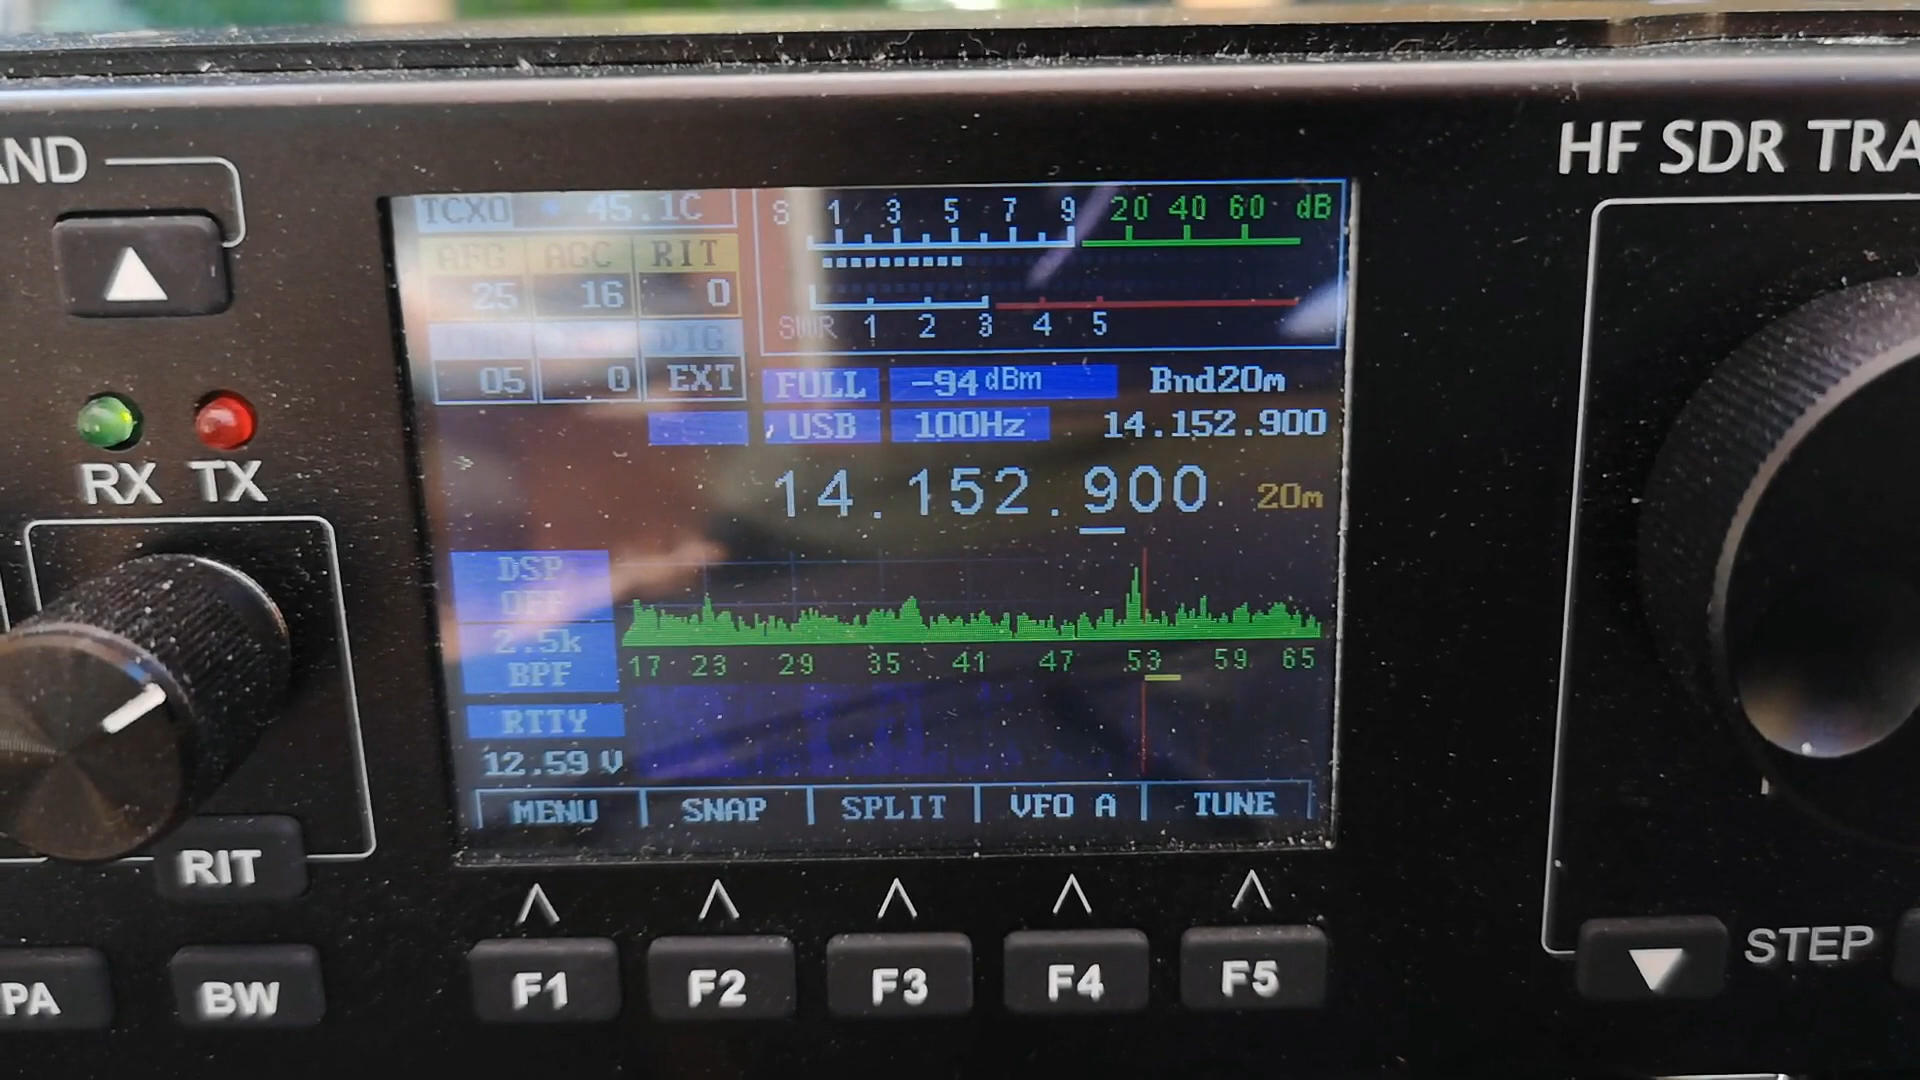 AND
HF SDR TRA
TCXO * 45.1C
AFG AGC RIT
25 16 0
DIG
05 0 EXT
S 1 3 5 7 9 20 40 60 dB
SWR 1 2 3 4 5
FULL -94 dBm Bnd20m
USB 100Hz 14.152.900
14.152.900 20m
RX TX
DSP
OFF
2.5k
BPF
17 23 29 35 41 47 53 59 65
RTTY
12.59 V
MENU SNAP SPLIT VFO A TUNE
RIT
PA BW F1 F2 F3 F4 F5
STEP